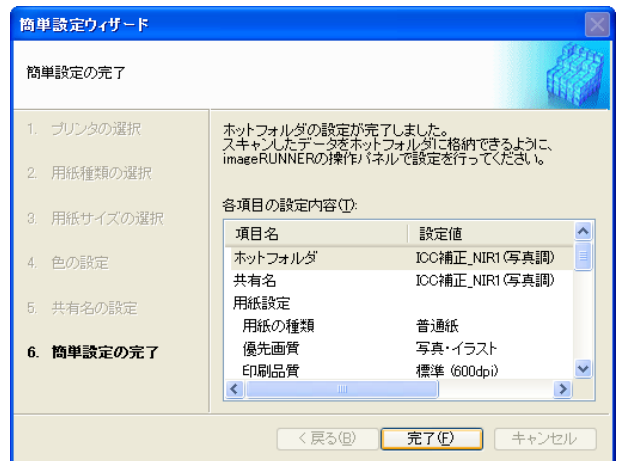 簡単設定ウィザード
簡単設定の完了
1. プリンタの選択
2. 用紙種類の選択
3. 用紙サイズの選択
4. 色の設定
5. 共有名の設定
6. 簡単設定の完了
ホットフォルダの設定が完了しました。
スキャンしたデータをホットフォルダに格納できるように、
imageRUNNERの操作パネルで設定を行ってください。
各項目の設定内容(T):
項目名 設定値
ホットフォルダ ICC補正_NIR1(写真調)
共有名 ICC補正_NIR1(写真調)
用紙設定
用紙の種類 普通紙
優先画質 写真・イラスト
印刷品質 標準 (600dpi)
< 戻る(B) 完了(F) キャンセル